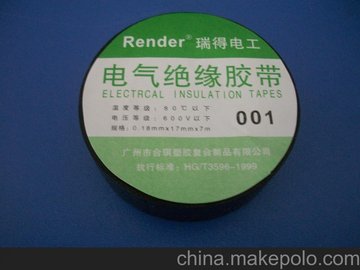 Render® 瑞得电工
电气绝缘胶带
ELECTRCAL INSULATION TAPES
温度等级: 80℃以下
电压等级: 600V以下
规格: 0.18mm×17mm×7m
001
广州市合琪塑胶复合制品有限公司
执行标准: HG/T3596-1999
china.makepolo.com